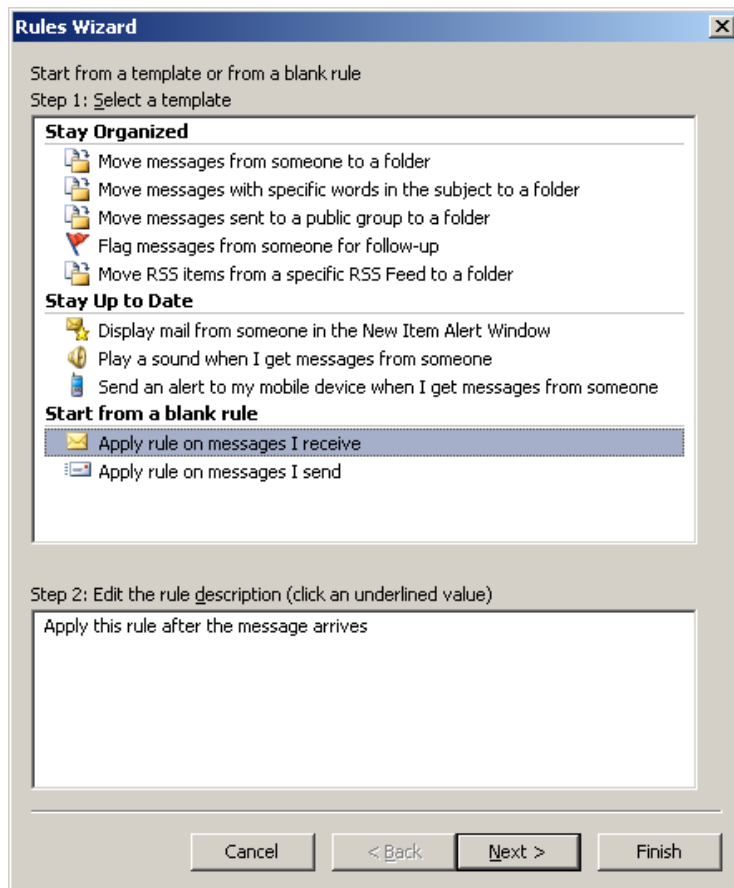 Rules Wizard
Start from a template or from a blank rule
Step 1: Select a template
Stay Organized
Move messages from someone to a folder
Move messages with specific words in the subject to a folder
Move messages sent to a public group to a folder
Flag messages from someone for follow-up
Move RSS items from a specific RSS Feed to a folder
Stay Up to Date
Display mail from someone in the New Item Alert Window
Play a sound when I get messages from someone
Send an alert to my mobile device when I get messages from someone
Start from a blank rule
Apply rule on messages I receive
Apply rule on messages I send
Step 2: Edit the rule description (click an underlined value)
Apply this rule after the message arrives
Cancel < Back Next > Finish